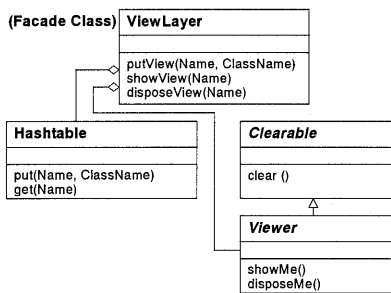 (Facade Class)
ViewLayer
putView(Name, ClassName)
showView(Name)
disposeView(Name)
Hashtable
put(Name, ClassName)
get(Name)
Clearable
clear ()
Viewer
showMe()
disposeMe()